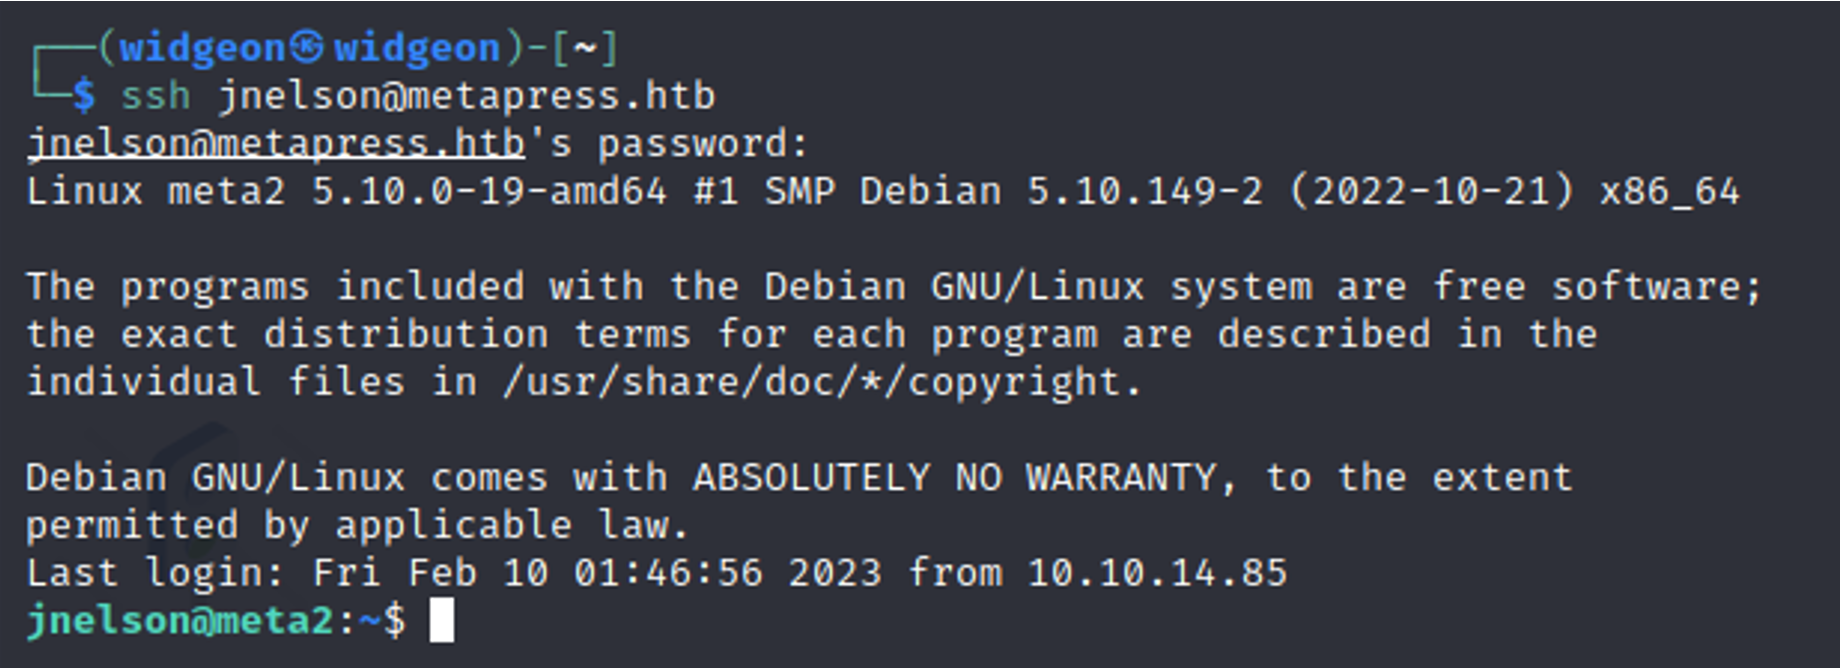 ┌──(widgeon㉿widgeon)-[~]
└─$ ssh jnelson@metapress.htb
jnelson@metapress.htb's password:
Linux meta2 5.10.0-19-amd64 #1 SMP Debian 5.10.149-2 (2022-10-21) x86_64
The programs included with the Debian GNU/Linux system are free software;
the exact distribution terms for each program are described in the
individual files in /usr/share/doc/*/copyright.
Debian GNU/Linux comes with ABSOLUTELY NO WARRANTY, to the extent
permitted by applicable law.
Last login: Fri Feb 10 01:46:56 2023 from 10.10.14.85
jnelson@meta2:~$